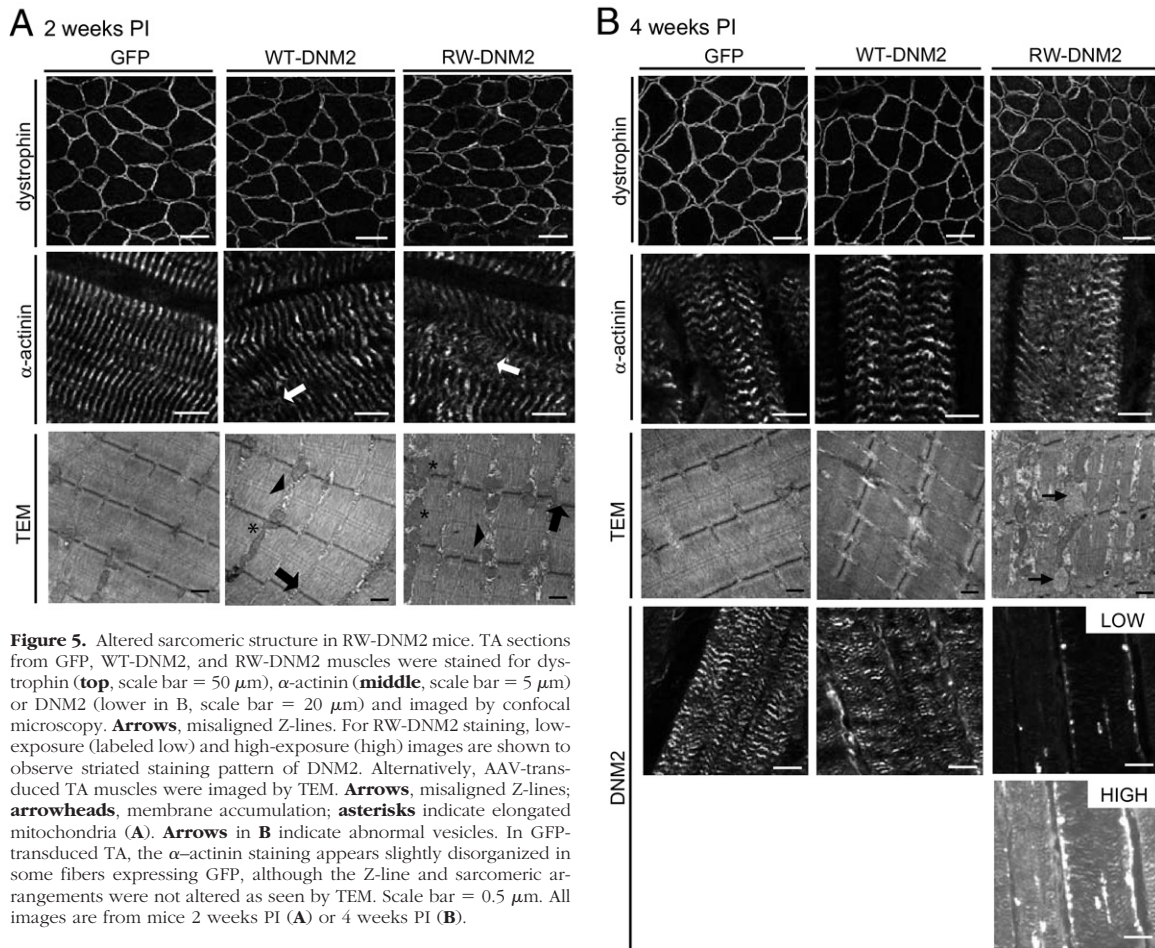 A 2 weeks PI
GFP
WT-DNM2
RW-DNM2
dystrophin
α-actinin
TEM
*
*
*
B 4 weeks PI
GFP
WT-DNM2
RW-DNM2
dystrophin
α-actinin
TEM
DNM2
LOW
HIGH
Figure 5. Altered sarcomeric structure in RW-DNM2 mice. TA sections
from GFP, WT-DNM2, and RW-DNM2 muscles were stained for dys-
trophin (top, scale bar = 50 μm), α-actinin (middle, scale bar = 5 μm)
or DNM2 (lower in B, scale bar = 20 μm) and imaged by confocal
microscopy. Arrows, misaligned Z-lines. For RW-DNM2 staining, low-
exposure (labeled low) and high-exposure (high) images are shown to
observe striated staining pattern of DNM2. Alternatively, AAV-trans-
duced TA muscles were imaged by TEM. Arrows, misaligned Z-lines;
arrowheads, membrane accumulation; asterisks indicate elongated
mitochondria (A). Arrows in B indicate abnormal vesicles. In GFP-
transduced TA, the α–actinin staining appears slightly disorganized in
some fibers expressing GFP, although the Z-line and sarcomeric ar-
rangements were not altered as seen by TEM. Scale bar = 0.5 μm. All
images are from mice 2 weeks PI (A) or 4 weeks PI (B).